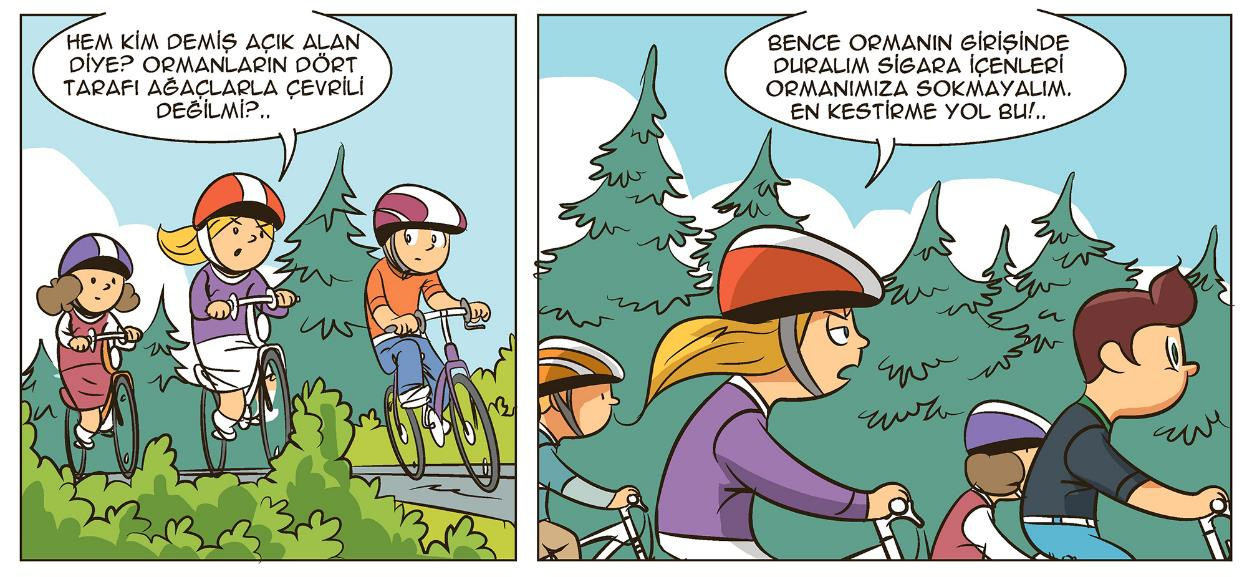 HEM KİM DEMİŞ AÇIK ALAN
DİYE? ORMANLARIN DÖRT
TARAFI AĞAÇLARLA ÇEVRİLİ
DEĞİLMİ?..
BENCE ORMANIN GİRİŞİNDE
DURALIM SİGARA İÇENLERİ
ORMANIMIZA SOKMAYALIM.
EN KESTİRME YOL BU!..